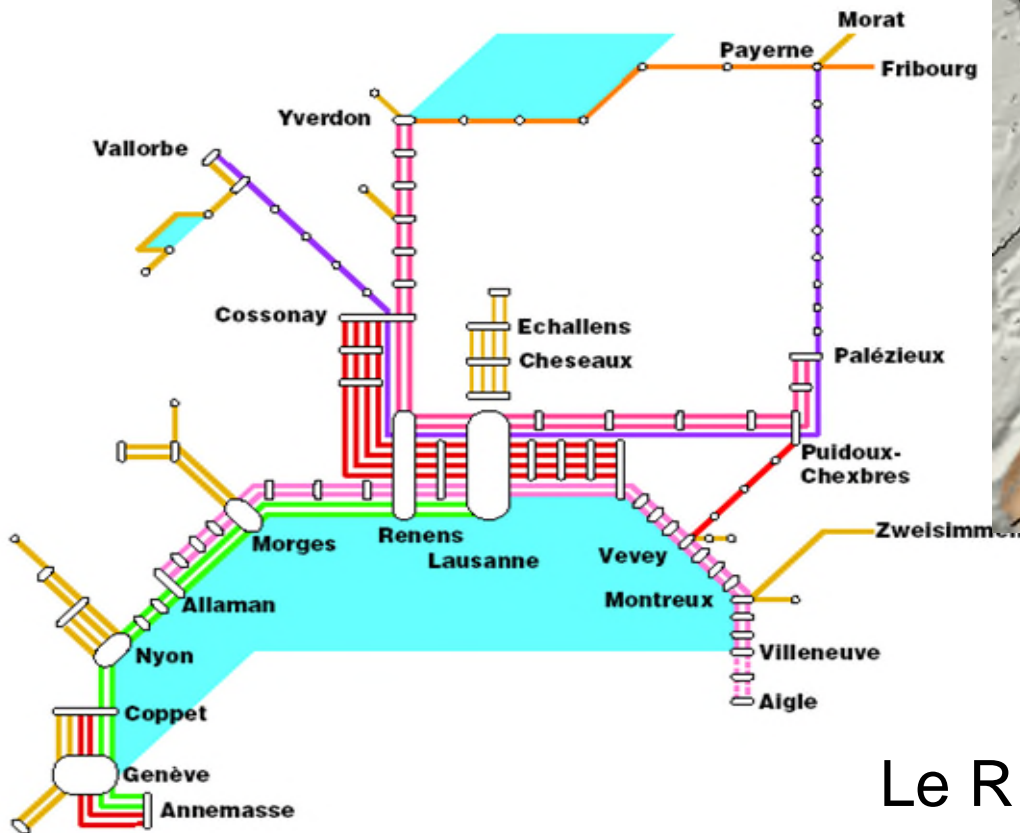 Morat
Payerne
Fribourg
Yverdon
Vallorbe
Cossonay
Echallens
Cheseaux
Palézieux
Puidoux-
Chexbres
Renens
Lausanne
Morges
Vevey
Zweisimmen
Montreux
Allaman
Nyon
Villeneuve
Aigle
Coppet
Genève
Annemasse
Le R